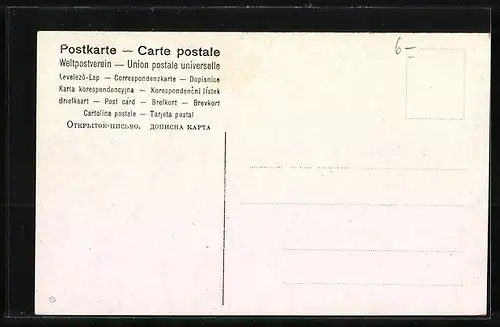 Postkarte — Carte postale
Weltpostverein — Union postale universelle
Levelező-Lap — Correspondenzkarte — Dopisnice
Karta korespondencyjna — Korespondenční lístek
Briefkaart — Post card — Brefkort — Brevkort
Cartolina postale — Tarjeta postal
Открытое-письмо, дописна карта
6-